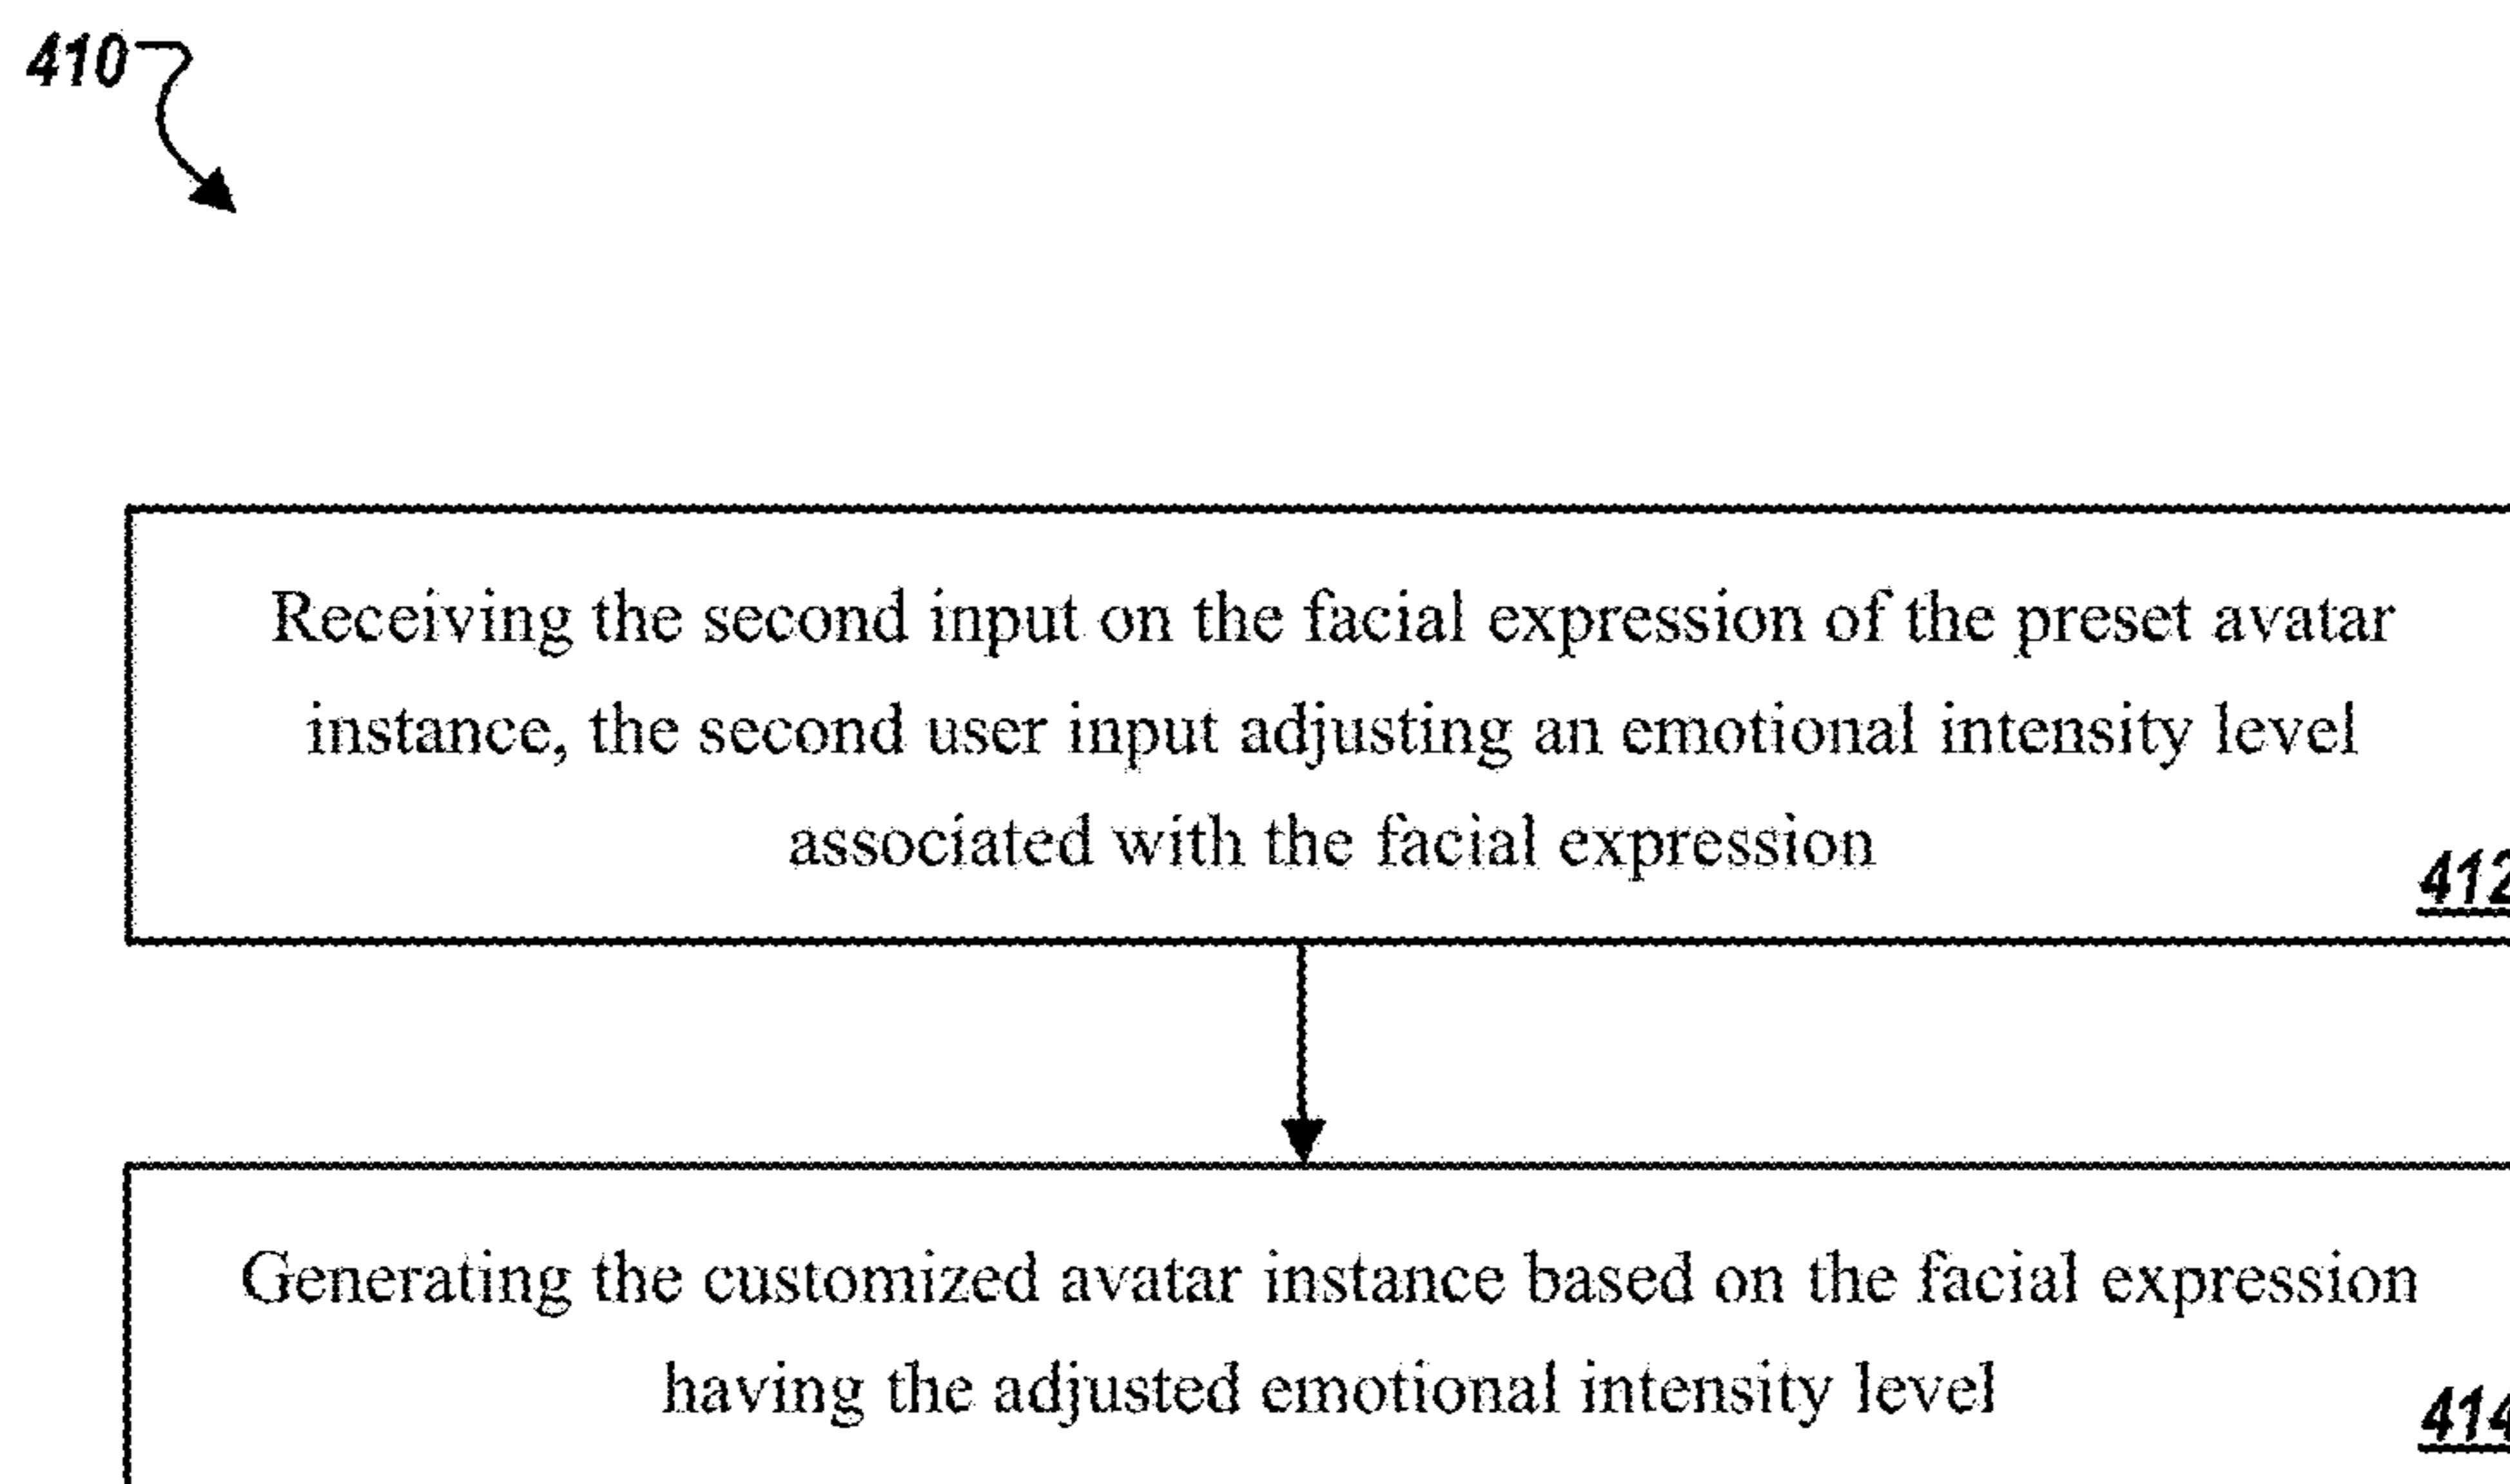 410
Receiving the second input on the facial expression of the preset avatar
instance, the second user input adjusting an emotional intensity level
associated with the facial expression
412
Generating the customized avatar instance based on the facial expression
having the adjusted emotional intensity level
414